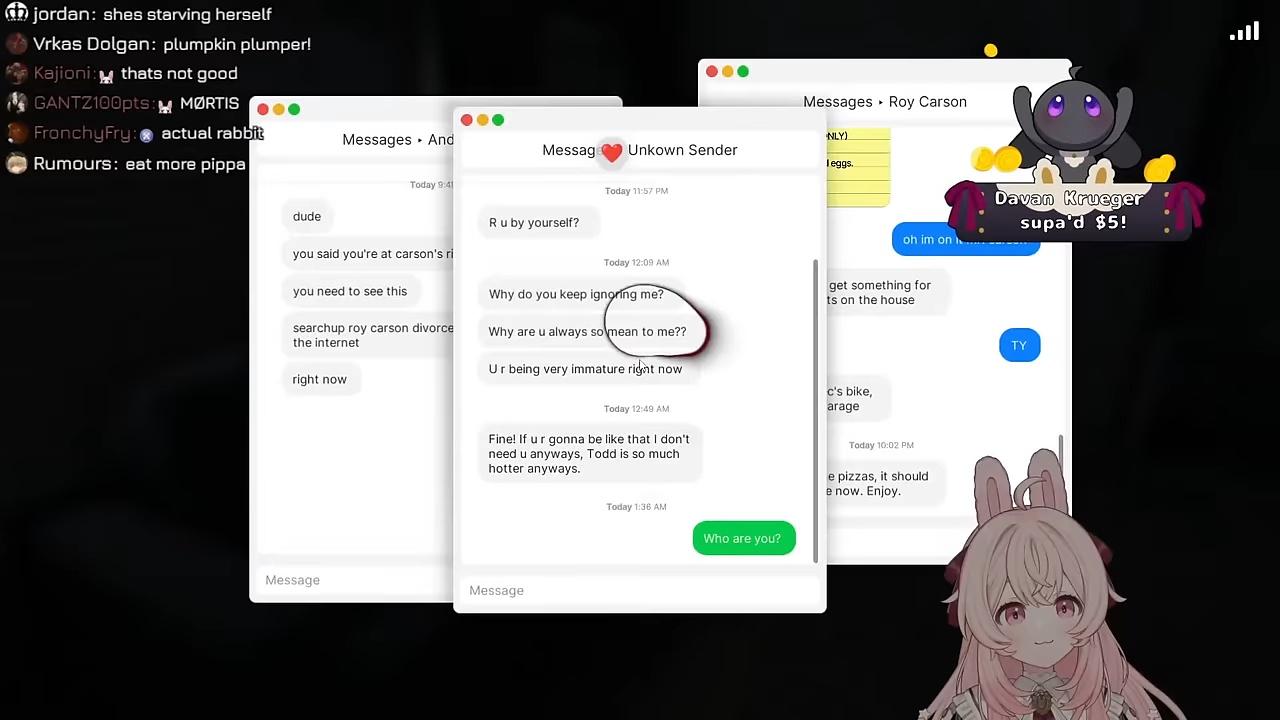 jordan: shes starving herself
Vrkas Dolgan: plumpkin plumper!
Kajioni: thats not good
GANTZ100pts: MØRTIS
FronchyFry: actual rabbit
Rumours: eat more pippa
Messages ‣ And
Today 9:4
dude
you said you're at carson's ri
you need to see this
searchup roy carson divorce
the internet
right now
Message
Messag Unkown Sender
Today 11:57 PM
R u by yourself?
Today 12:09 AM
Why do you keep ignoring me?
Why are u always so mean to me??
U r being very immature right now
Today 12:49 AM
Fine! If u r gonna be like that I don't
need u anyways, Todd is so much
hotter anyways.
Today 1:36 AM
Who are you?
Message
Messages ‣ Roy Carson
NLY)
eggs.
oh im on it
get something for
ts on the house
TY
c's bike,
arage
Today 10:02 PM
e pizzas, it should
e now. Enjoy.
Davan Krueger
supa'd $5!